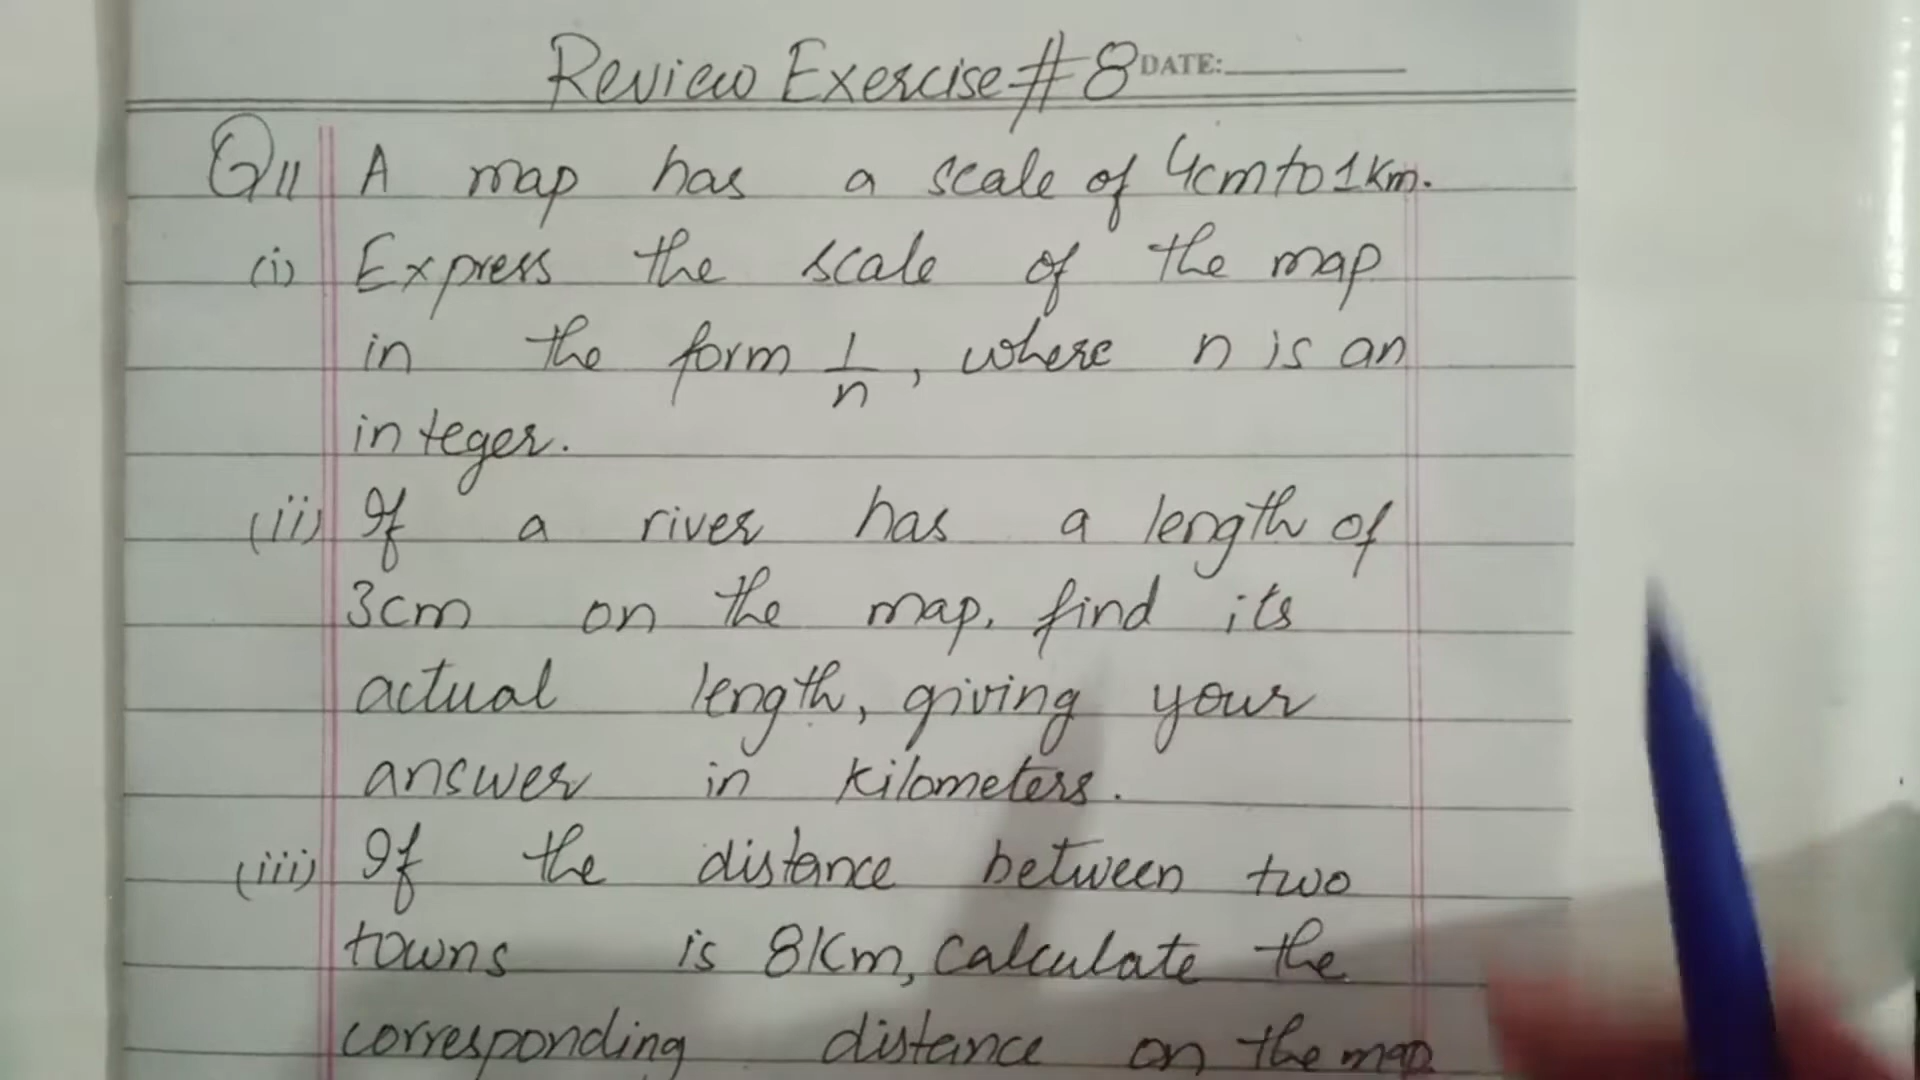 Review Exercise #8 DATE:
Q11 A map has a scale of 4cm to 1km.
(i) Express the scale of the map
in the form 1/n, where n is an
integer.
(ii) If a river has a length of
3cm on the map, find its
actual length, giving your
answer in kilometers.
(iii) If the distance between two
towns is 8km, calculate the
corresponding distance on the map.